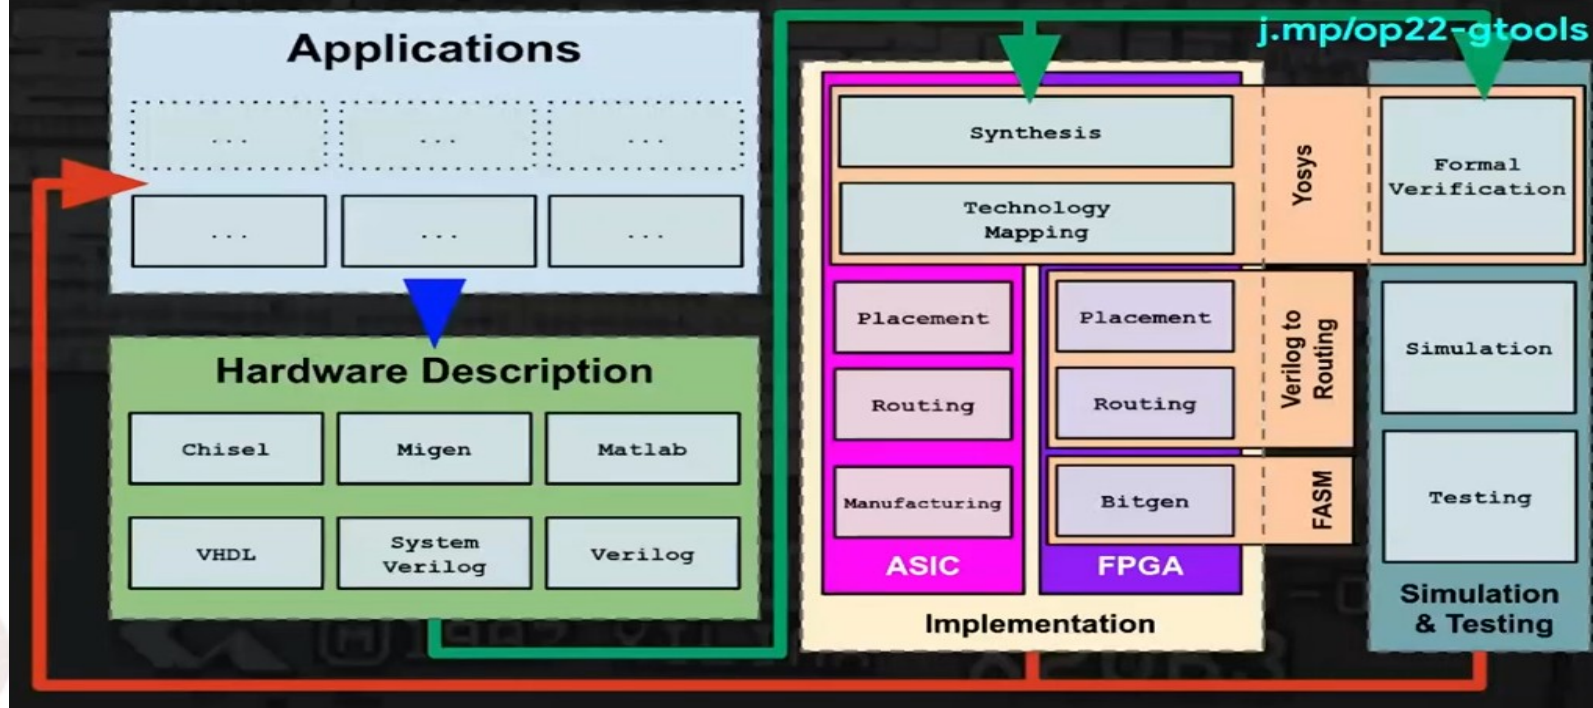 j.mp/op22-gtools
Applications
...
...
...
...
...
...
Hardware Description
Chisel
Migen
Matlab
VHDL
System
Verilog
Verilog
Synthesis
Technology
Mapping
Yosys
Placement
Routing
Manufacturing
ASIC
Placement
Routing
Verilog to
Routing
Bitgen
FASM
FPGA
Implementation
Formal
Verification
Simulation
Testing
Simulation
& Testing